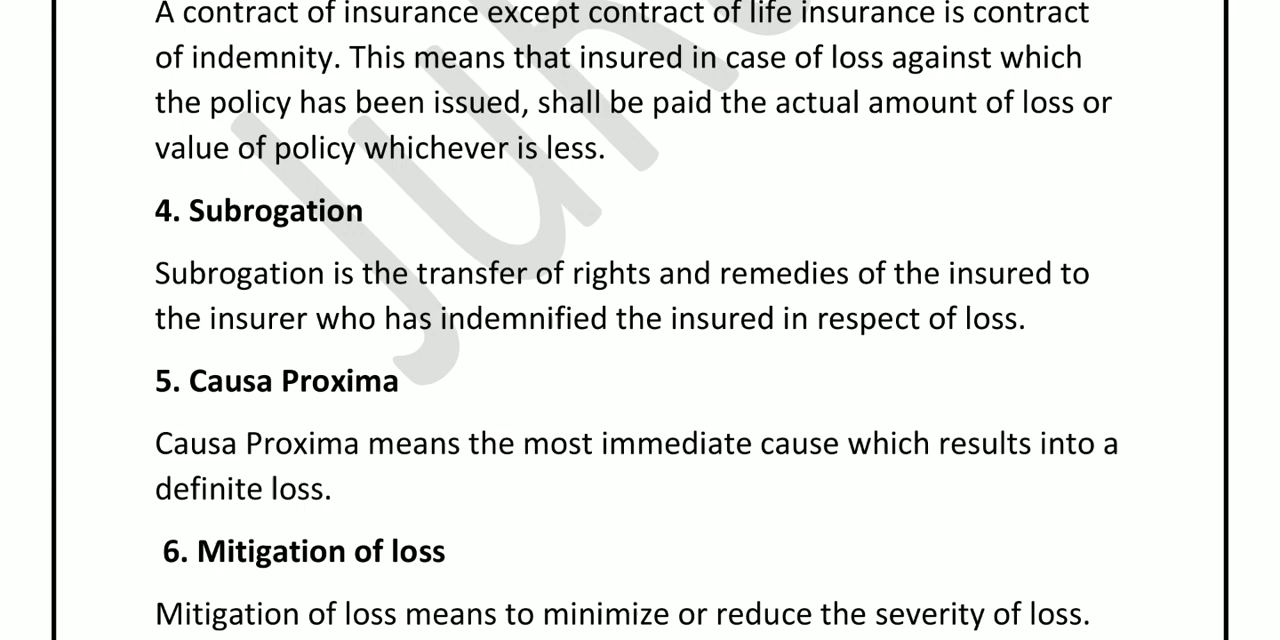 A contract of insurance except contract of life insurance is contract
of indemnity. This means that insured in case of loss against which
the policy has been issued, shall be paid the actual amount of loss or
value of policy whichever is less.
4. Subrogation
Subrogation is the transfer of rights and remedies of the insured to
the insurer who has indemnified the insured in respect of loss.
5. Causa Proxima
Causa Proxima means the most immediate cause which results into a
definite loss.
6. Mitigation of loss
Mitigation of loss means to minimize or reduce the severity of loss.